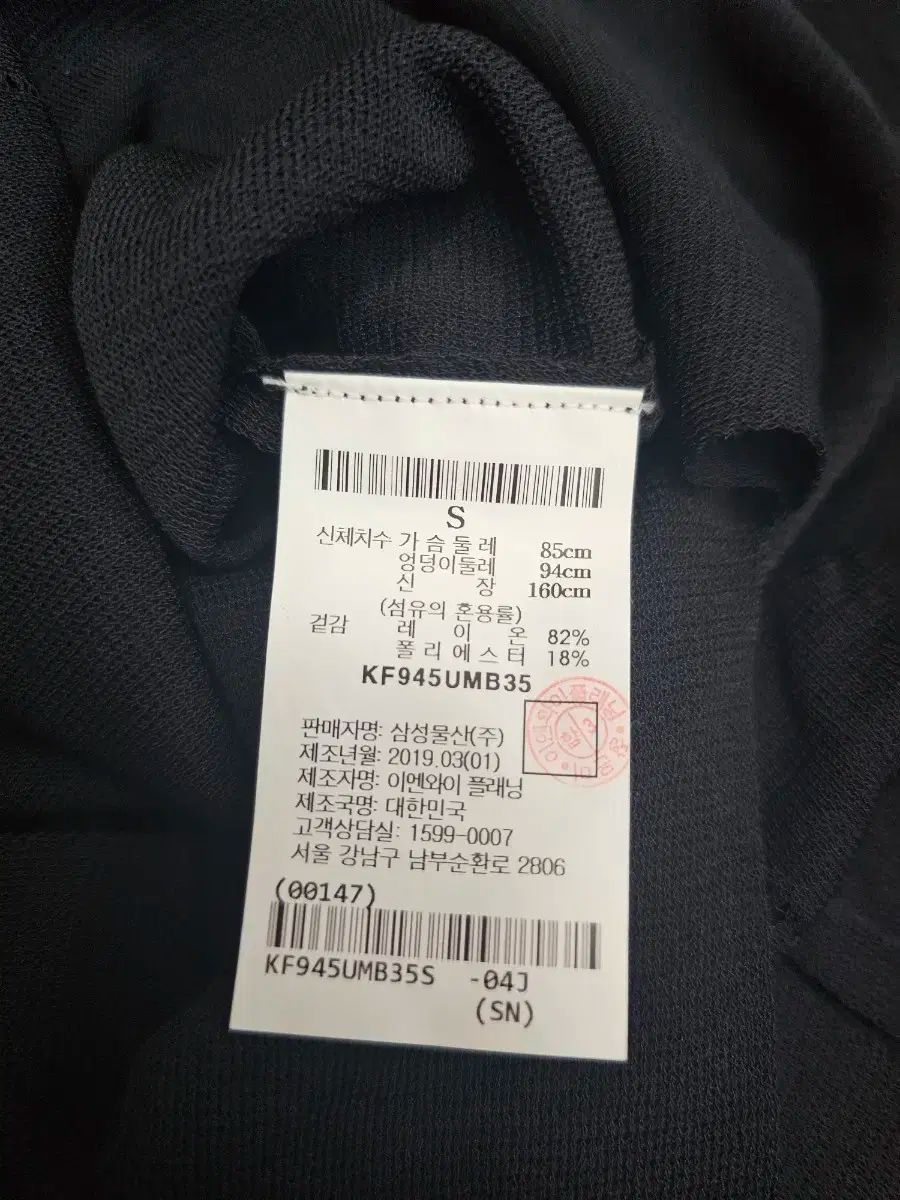 S
신체치수 가슴둘레 85cm
엉덩이둘레 94cm
신 장 160cm
(섬유의 혼용률)
겉감 레 이 온 82%
폴리에스터 18%
KF945UMB35
판매자명: 삼성물산(주)
제조년월: 2019.03(01)
제조자명: 이엔와이 플래닝
제조국명: 대한민국
고객상담실: 1599-0007
서울 강남구 남부순환로 2806
(00147)
KF945UMB35S -04J
(SN)